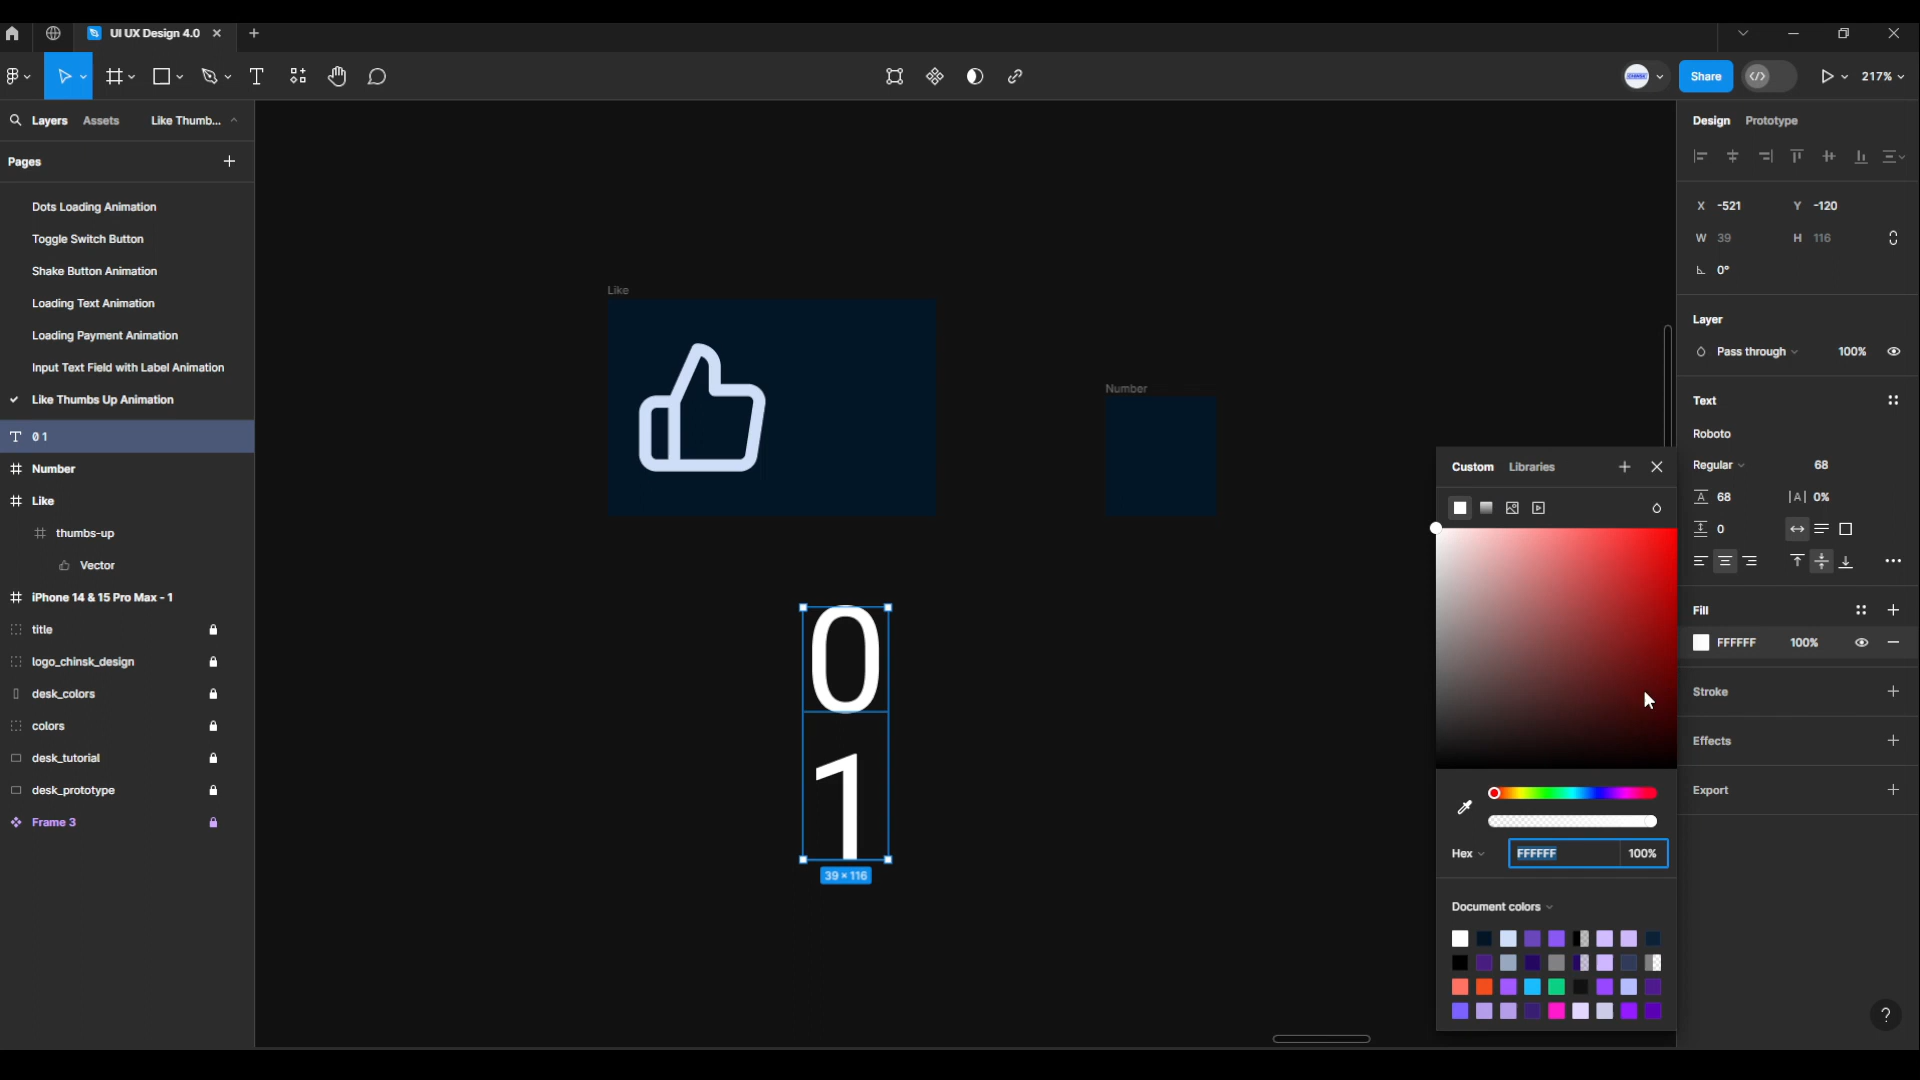 UI UX Design 4.0
Share
217%
Layers
Assets
Like Thumb...
Pages
Dots Loading Animation
Toggle Switch Button
Shake Button Animation
Loading Text Animation
Loading Payment Animation
Input Text Field with Label Animation
Like Thumbs Up Animation
0 1
Number
Like
thumbs-up
Vector
iPhone 14 & 15 Pro Max - 1
title
logo_chinsk_design
desk_colors
colors
desk_tutorial
desk_prototype
Frame 3
Like
Number
0
1
39 × 116
Custom
Libraries
Hex
FFFFFF
100%
Document colors
Design
Prototype
X -521
Y -120
W 39
H 116
0°
Layer
Pass through
100%
Text
Roboto
Regular
68
A 68
|A| 0%
0
Fill
FFFFFF
100%
Stroke
Effects
Export
?